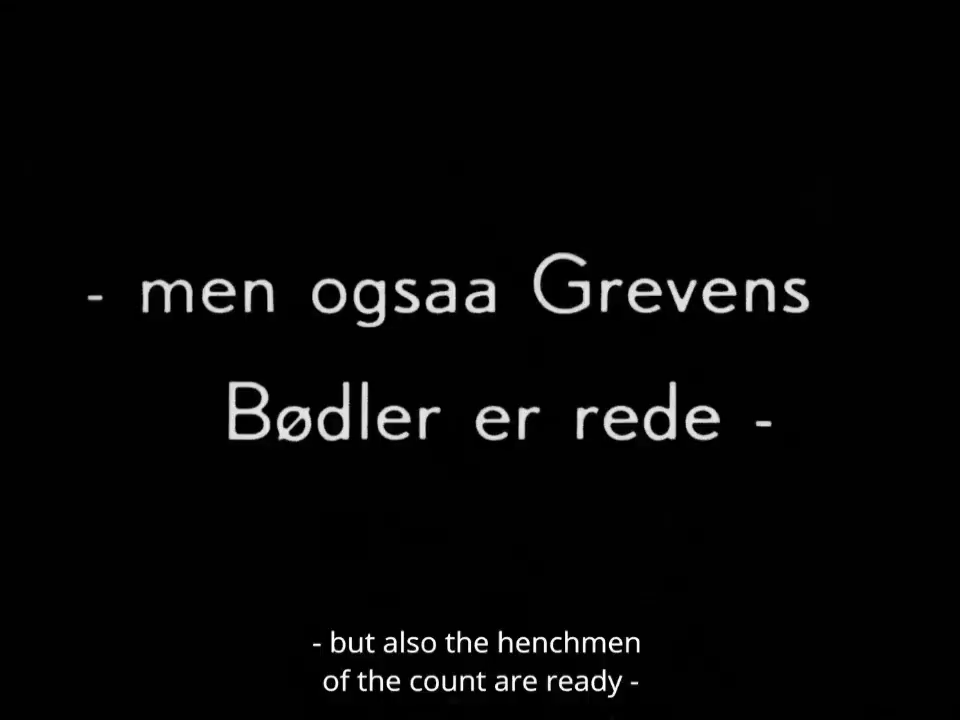 - men ogsaa Grevens
Bødler er rede -
- but also the henchmen
of the count are ready -